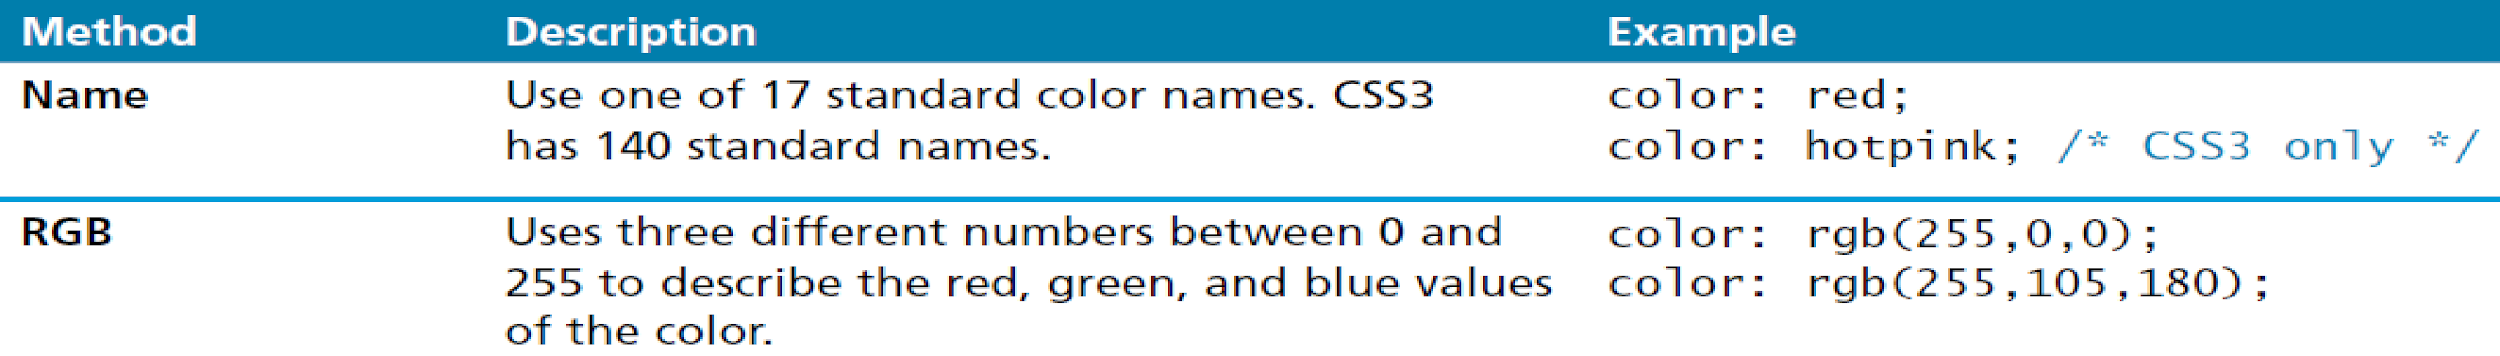 Method Description Example
Name Use one of 17 standard color names. CSS3 color: red;
has 140 standard names. color: hotpink; /* CSS3 only */
RGB Uses three different numbers between 0 and color: rgb(255,0,0);
255 to describe the red, green, and blue values color: rgb(255,105,180);
of the color.